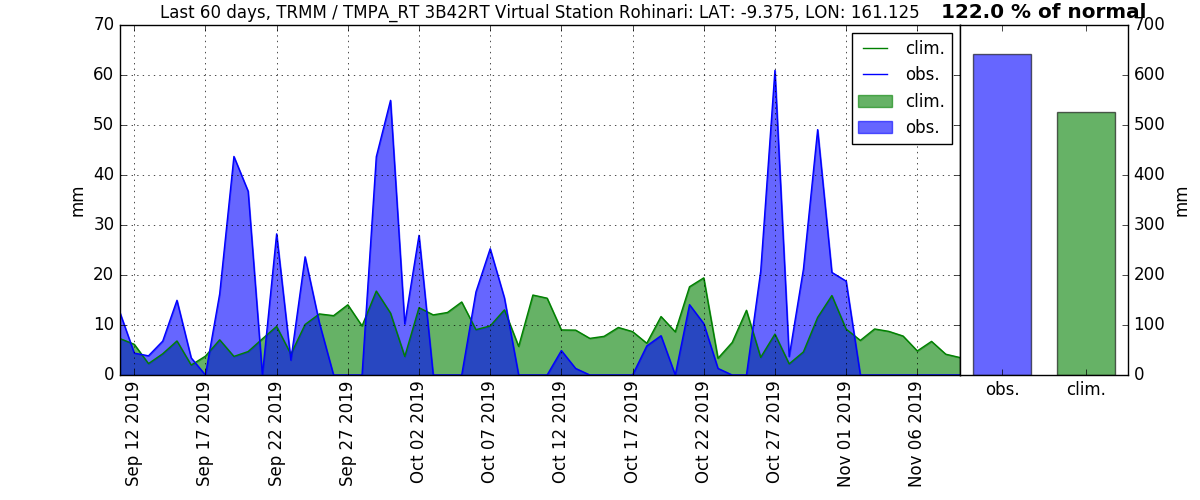 Last 60 days, TRMM / TMPA_RT 3B42RT Virtual Station Rohinari: LAT: -9.375, LON: 161.125
122.0 % of normal
70
60
50
40
30
20
10
0
mm
clim.
obs.
clim.
obs.
700
600
500
400
300
200
100
0
mm
Sep 12 2019
Sep 17 2019
Sep 22 2019
Sep 27 2019
Oct 02 2019
Oct 07 2019
Oct 12 2019
Oct 17 2019
Oct 22 2019
Oct 27 2019
Nov 01 2019
Nov 06 2019
obs.
clim.